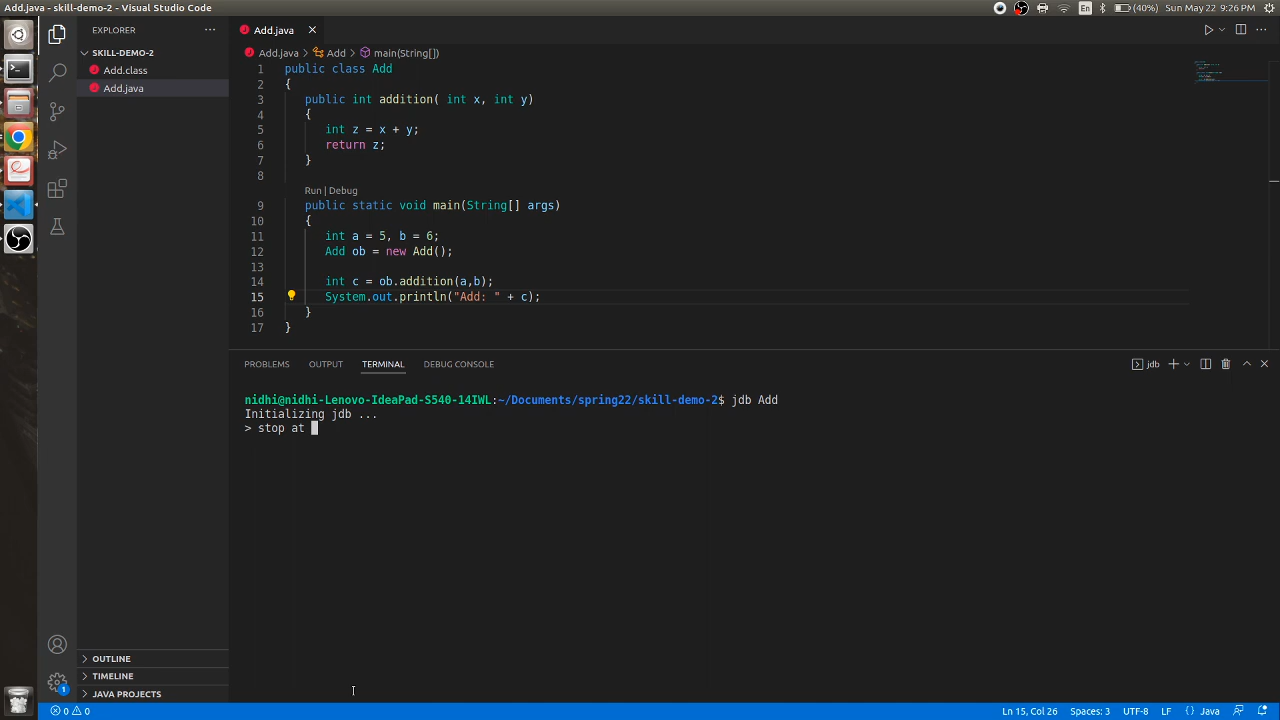 Add.java - skill-demo-2 - Visual Studio Code
En
(40%)
Sun May 22 9:26 PM
EXPLORER
SKILL-DEMO-2
Add.class
Add.java
Add.java
Add.java > Add > main(String[])
1 public class Add
2 {
3 public int addition( int x, int y)
4 {
5 int z = x + y;
6 return z;
7 }
8
Run | Debug
9 public static void main(String[] args)
10 {
11 int a = 5, b = 6;
12 Add ob = new Add();
13
14 int c = ob.addition(a,b);
15 System.out.println("Add: " + c);
16 }
17 }
PROBLEMS OUTPUT TERMINAL DEBUG CONSOLE
jdb
nidhi@nidhi-Lenovo-IdeaPad-S540-14IWL:~/Documents/spring22/skill-demo-2$ jdb Add
Initializing jdb ...
> stop at
OUTLINE
TIMELINE
JAVA PROJECTS
1
0 0
Ln 15, Col 26 Spaces: 3 UTF-8 LF {} Java